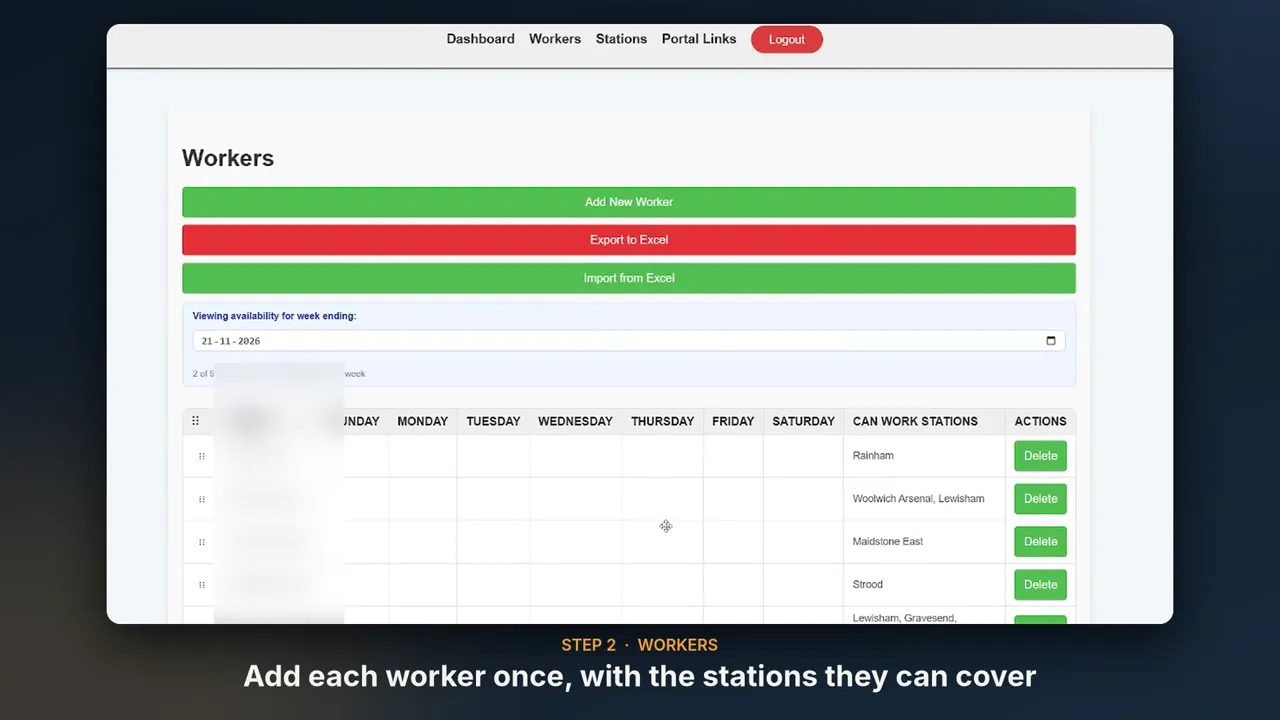 Dashboard Workers Stations Portal Links Logout
Workers
Add New Worker
Export to Excel
Import from Excel
Viewing availability for week ending:
21-11-2026
2 of 9 week
UNDAY MONDAY TUESDAY WEDNESDAY THURSDAY FRIDAY SATURDAY CAN WORK STATIONS ACTIONS
Rainham Delete
Woolwich Arsenal, Lewisham Delete
Maidstone East Delete
Strood Delete
Lewisham, Gravesend,
STEP 2 · WORKERS
Add each worker once, with the stations they can cover